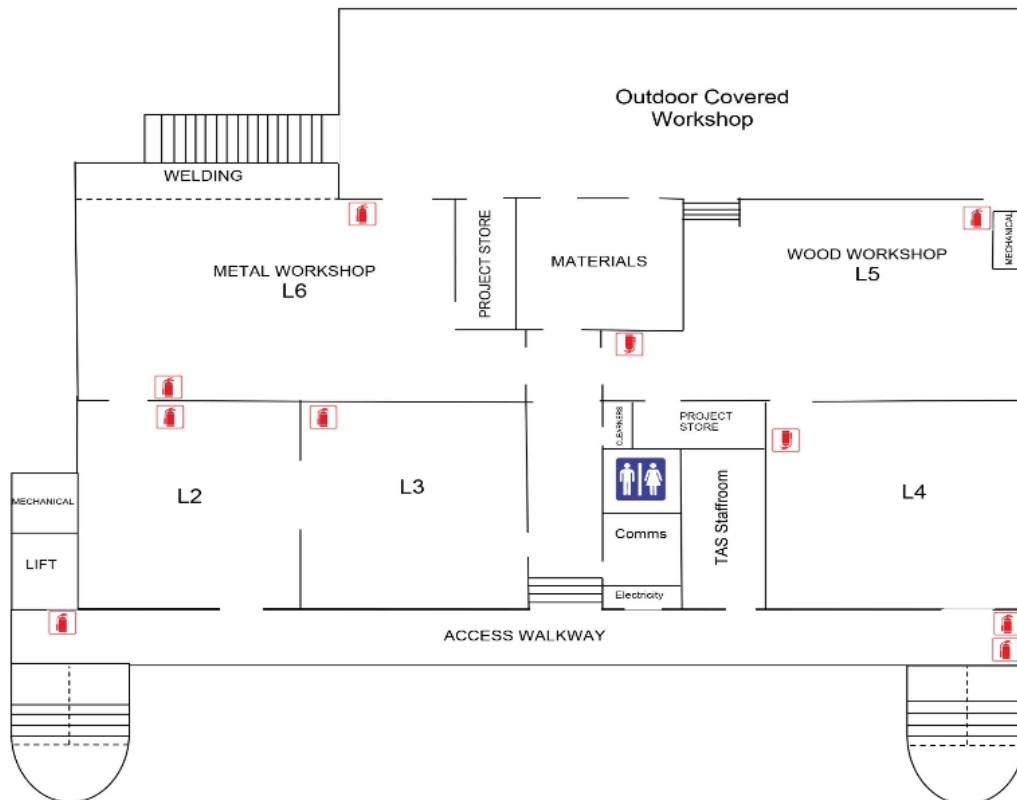 Outdoor Covered
Workshop
WELDING
METAL WORKSHOP
L6
PROJECT STORE
MATERIALS
WOOD WORKSHOP
L5
MECHANICAL
CLEARNERS
PROJECT
STORE
L2
L3
L4
MECHANICAL
LIFT
Comms
TAS Staffroom
Electricity
ACCESS WALKWAY